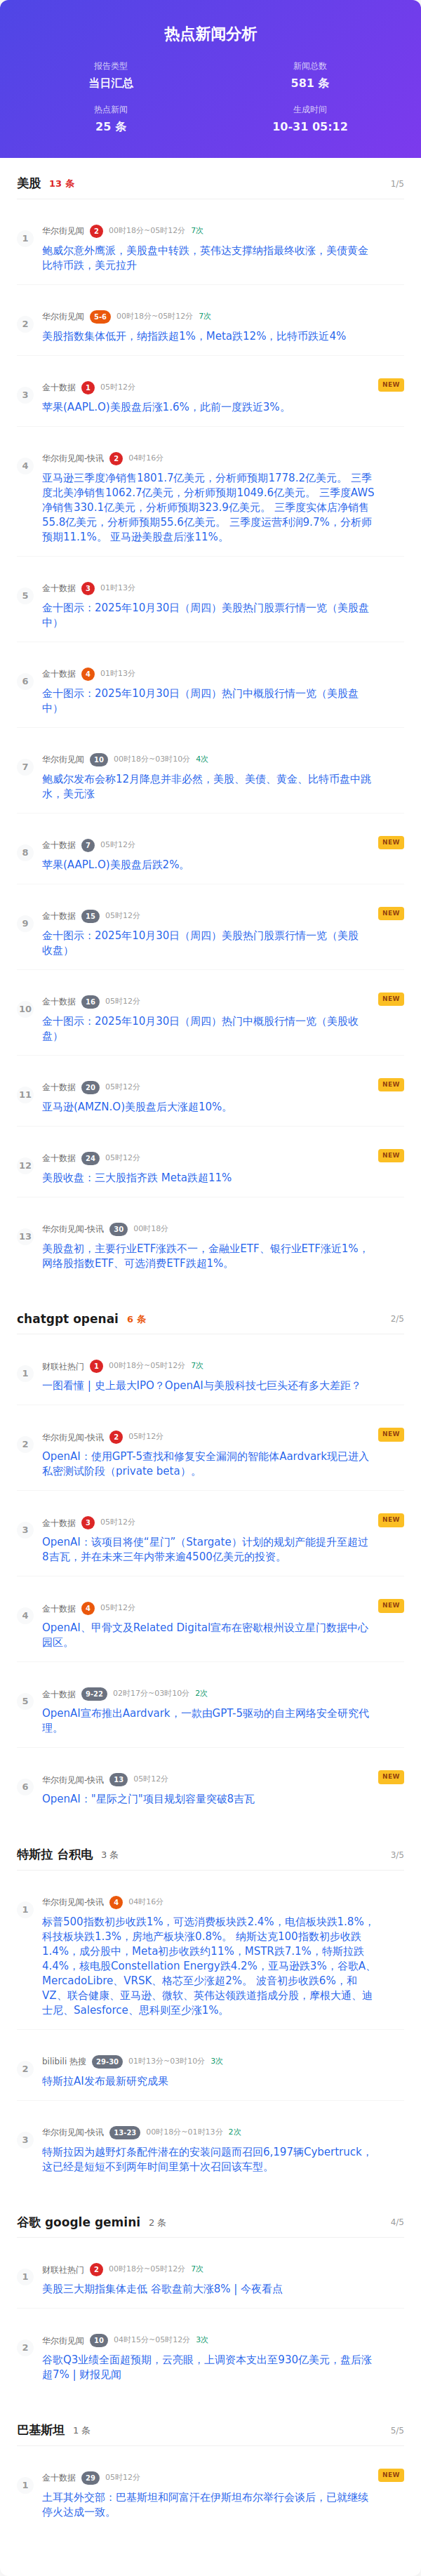 热点新闻分析
报告类型
新闻总数
当日汇总
581 条
热点新闻
生成时间
25 条
10-31 05:12
美股 13 条 1/5
1
华尔街见闻 2 00时18分~05时12分 7次
鲍威尔意外鹰派，美股盘中转跌，英伟达支撑纳指最终收涨，美债黄金
比特币跌，美元拉升
2
华尔街见闻 5-6 00时18分~05时12分 7次
美股指数集体低开，纳指跌超1%，Meta跌12%，比特币跌近4%
3
金十数据 1 05时12分 NEW
苹果(AAPL.O)美股盘后涨1.6%，此前一度跌近3%。
4
华尔街见闻-快讯 2 04时16分
亚马逊三季度净销售1801.7亿美元，分析师预期1778.2亿美元。 三季
度北美净销售1062.7亿美元，分析师预期1049.6亿美元。 三季度AWS
净销售330.1亿美元，分析师预期323.9亿美元。 三季度实体店净销售
55.8亿美元，分析师预期55.6亿美元。 三季度运营利润9.7%，分析师
预期11.1%。 亚马逊美股盘后涨11%。
5
金十数据 3 01时13分
金十图示：2025年10月30日（周四）美股热门股票行情一览（美股盘
中）
6
金十数据 4 01时13分
金十图示：2025年10月30日（周四）热门中概股行情一览（美股盘
中）
7
华尔街见闻 10 00时18分~03时10分 4次
鲍威尔发布会称12月降息并非必然，美股、美债、黄金、比特币盘中跳
水，美元涨
8
金十数据 7 05时12分 NEW
苹果(AAPL.O)美股盘后跌2%。
9
金十数据 15 05时12分 NEW
金十图示：2025年10月30日（周四）美股热门股票行情一览（美股
收盘）
10
金十数据 16 05时12分 NEW
金十图示：2025年10月30日（周四）热门中概股行情一览（美股收
盘）
11
金十数据 20 05时12分 NEW
亚马逊(AMZN.O)美股盘后大涨超10%。
12
金十数据 24 05时12分 NEW
美股收盘：三大股指齐跌 Meta跌超11%
13
华尔街见闻-快讯 30 00时18分
美股盘初，主要行业ETF涨跌不一，金融业ETF、银行业ETF涨近1%，
网络股指数ETF、可选消费ETF跌超1%。
chatgpt openai 6 条 2/5
1
财联社热门 1 00时18分~05时12分 7次
一图看懂 | 史上最大IPO？OpenAI与美股科技七巨头还有多大差距？
2
华尔街见闻-快讯 2 05时12分 NEW
OpenAI：使用GPT-5查找和修复安全漏洞的智能体Aardvark现已进入
私密测试阶段（private beta）。
3
金十数据 3 05时12分 NEW
OpenAI：该项目将使“星门”（Stargate）计划的规划产能提升至超过
8吉瓦，并在未来三年内带来逾4500亿美元的投资。
4
金十数据 4 05时12分 NEW
OpenAI、甲骨文及Related Digital宣布在密歇根州设立星门数据中心
园区。
5
金十数据 9-22 02时17分~03时10分 2次
OpenAI宣布推出Aardvark，一款由GPT-5驱动的自主网络安全研究代
理。
6
华尔街见闻-快讯 13 05时12分 NEW
OpenAI："星际之门"项目规划容量突破8吉瓦
特斯拉 台积电 3 条 3/5
1
华尔街见闻-快讯 4 04时16分
标普500指数初步收跌1%，可选消费板块跌2.4%，电信板块跌1.8%，
科技板块跌1.3%，房地产板块涨0.8%。 纳斯达克100指数初步收跌
1.4%，成分股中，Meta初步收跌约11%，MSTR跌7.1%，特斯拉跌
4.4%，核电股Constellation Energy跌4.2%，亚马逊跌3%，谷歌A、
MercadoLibre、VRSK、格芯至少涨超2%。 波音初步收跌6%，和
VZ、联合健康、亚马逊、微软、英伟达领跌道指成分股，摩根大通、迪
士尼、Salesforce、思科则至少涨1%。
2
bilibili 热搜 29-30 01时13分~03时10分 3次
特斯拉AI发布最新研究成果
3
华尔街见闻-快讯 13-23 00时18分~01时13分 2次
特斯拉因为越野灯条配件潜在的安装问题而召回6,197辆Cybertruck，
这已经是短短不到两年时间里第十次召回该车型。
谷歌 google gemini 2 条 4/5
1
财联社热门 2 00时18分~05时12分 7次
美股三大期指集体走低 谷歌盘前大涨8% | 今夜看点
2
华尔街见闻 10 04时15分~05时12分 3次
谷歌Q3业绩全面超预期，云亮眼，上调资本支出至930亿美元，盘后涨
超7% | 财报见闻
巴基斯坦 1 条 5/5
1
金十数据 29 05时12分 NEW
土耳其外交部：巴基斯坦和阿富汗在伊斯坦布尔举行会谈后，已就继续
停火达成一致。